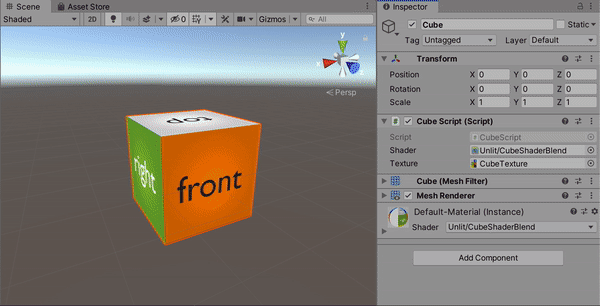 Scene
Asset Store
Shaded
2D
0
Gizmos
All
y
x
z
Persp
top
right
front
Inspector
Cube
Static
Tag Untagged Layer Default
Transform
Position X 0 Y 0 Z 0
Rotation X 0 Y 0 Z 0
Scale X 1 Y 1 Z 1
Cube Script (Script)
Script CubeScript
Shader Unlit/CubeShaderBlend
Texture CubeTexture
Cube (Mesh Filter)
Mesh Renderer
Default-Material (Instance)
Shader Unlit/CubeShaderBlend
Add Component